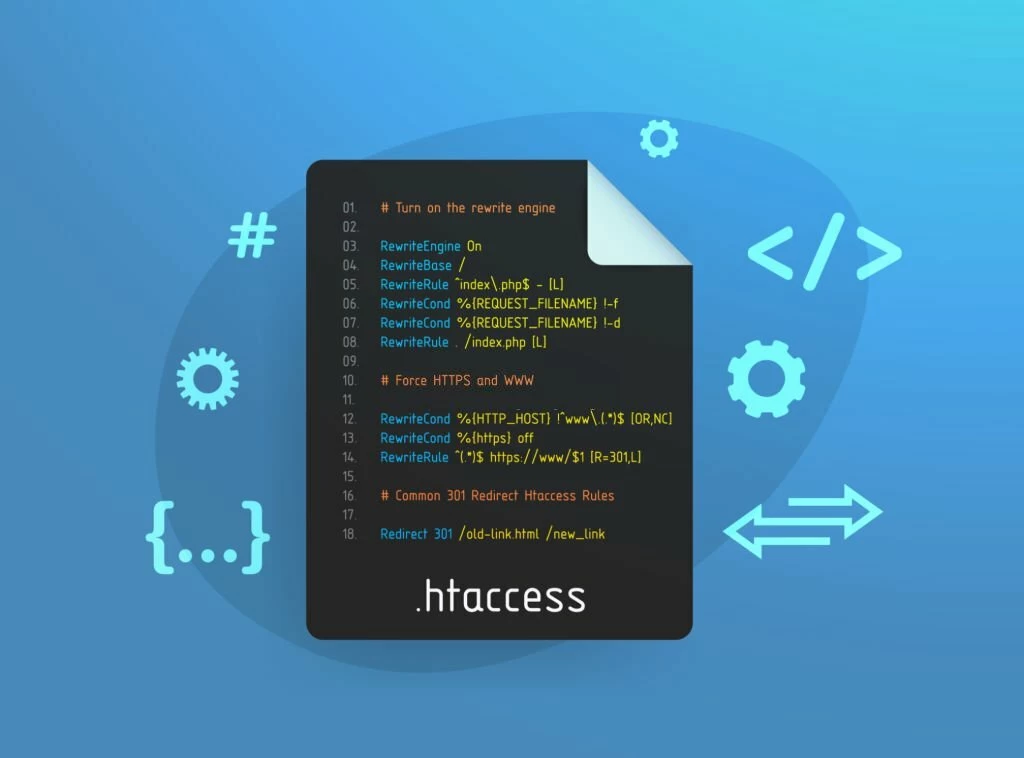 #
</>
{...}
01. # Turn on the rewrite engine
02.
03. RewriteEngine On
04. RewriteBase /
05. RewriteRule ^index\.php$ - [L]
06. RewriteCond %{REQUEST_FILENAME} !-f
07. RewriteCond %{REQUEST_FILENAME} !-d
08. RewriteRule . /index.php [L]
09.
10. # Force HTTPS and WWW
11.
12. RewriteCond %{HTTP_HOST} !^www\.(.*)$ [OR,NC]
13. RewriteCond %{https} off
14. RewriteRule ^(.*)$ https://www/$1 [R=301,L]
15.
16. # Common 301 Redirect Htaccess Rules
17.
18. Redirect 301 /old-link.html /new_link
.htaccess